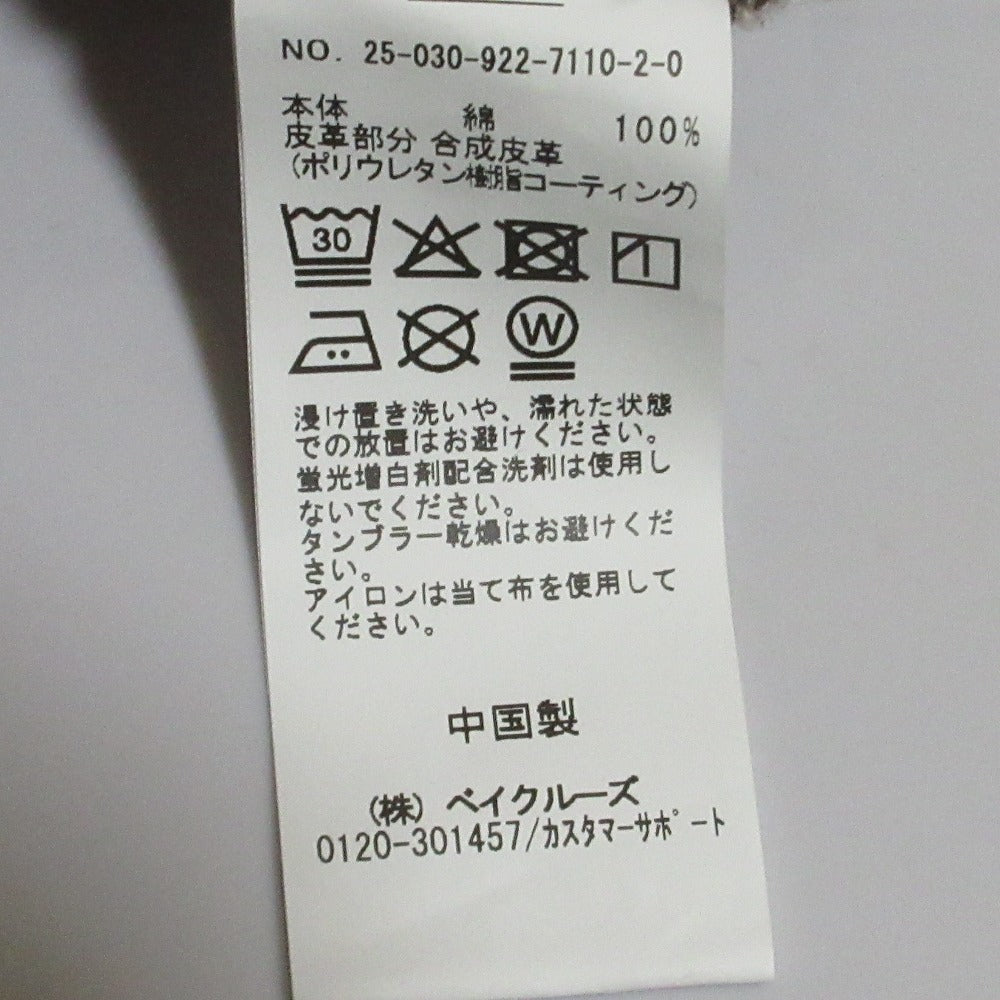 NO. 25-030-922-7110-2-0
本体 綿 100%
皮革部分 合成皮革
(ポリウレタン樹脂コーティング)
30
W
浸け置き洗いや、濡れた状態
での放置はお避けください。
蛍光増白剤配合洗剤は使用し
ないでください。
タンブラー乾燥はお避けくだ
さい。
アイロンは当て布を使用して
ください。
中国製
(株) ベイクルーズ
0120-301457/カスタマーサポート